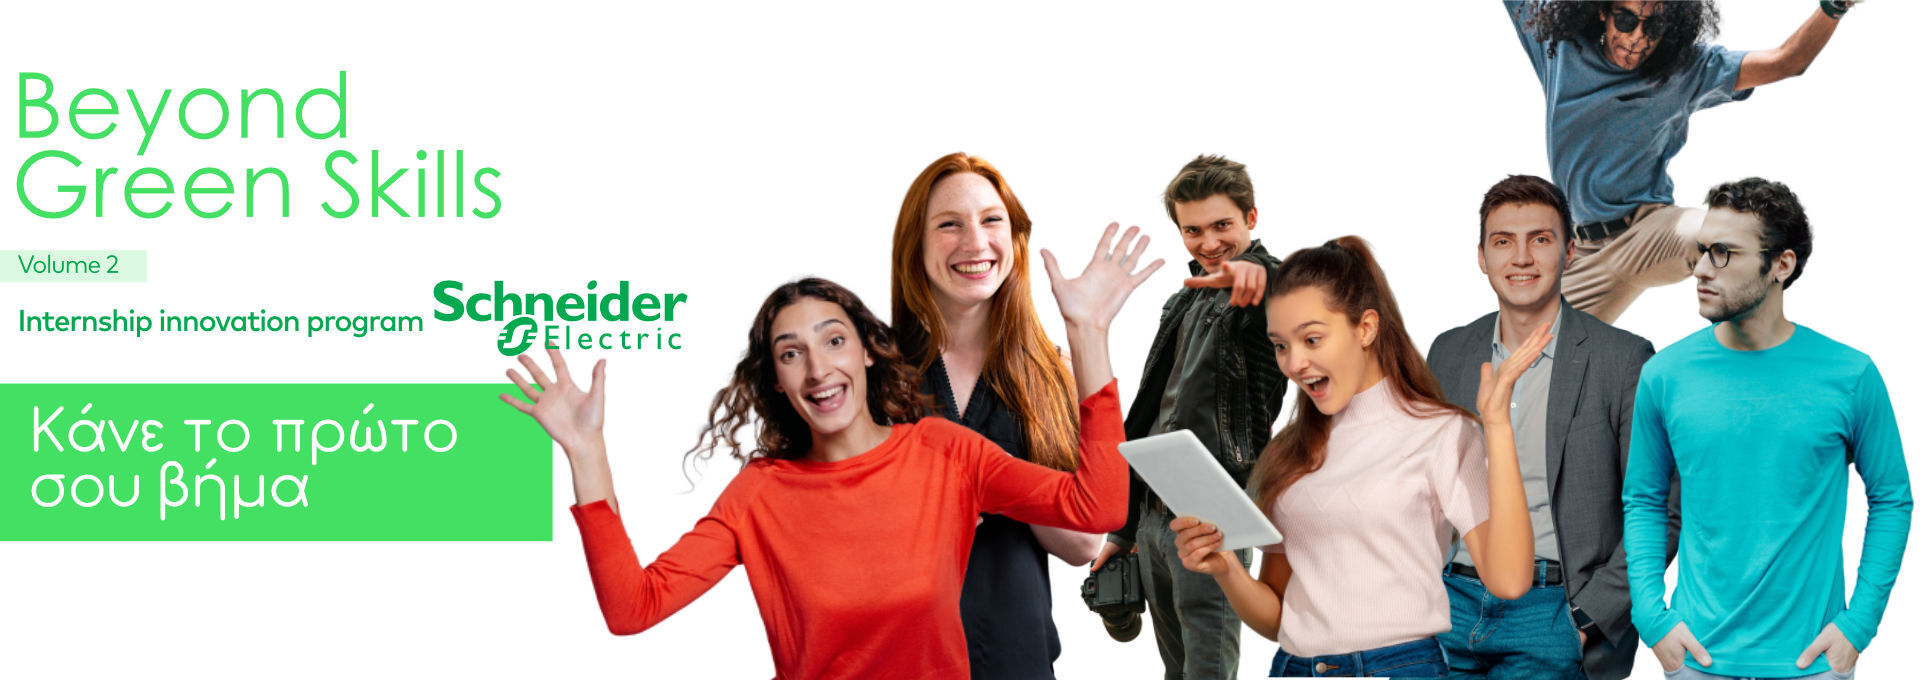 Beyond
Green Skills
Volume 2
Internship innovation program
Schneider
Electric
Κάνε το πρώτο
σου βήμα